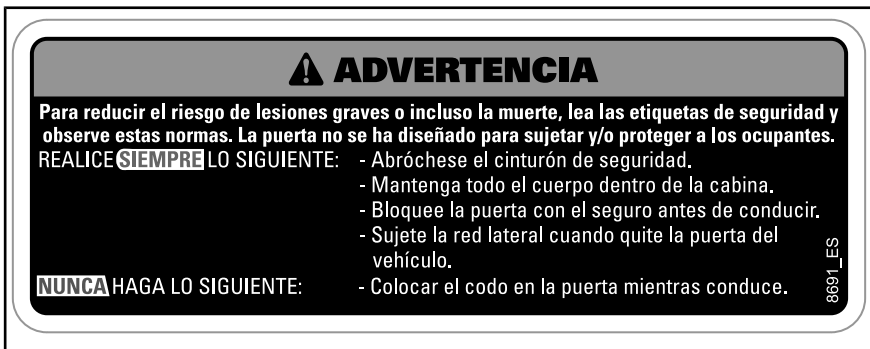 ADVERTENCIA
Para reducir el riesgo de lesiones graves o incluso la muerte, lea las etiquetas de seguridad y
observe estas normas. La puerta no se ha diseñado para sujetar y/o proteger a los ocupantes.
REALICE SIEMPRE LO SIGUIENTE: - Abróchese el cinturón de seguridad.
- Mantenga todo el cuerpo dentro de la cabina.
- Bloquee la puerta con el seguro antes de conducir.
- Sujete la red lateral cuando quite la puerta del
vehículo.
NUNCA HAGA LO SIGUIENTE: - Colocar el codo en la puerta mientras conduce.
8691_ES